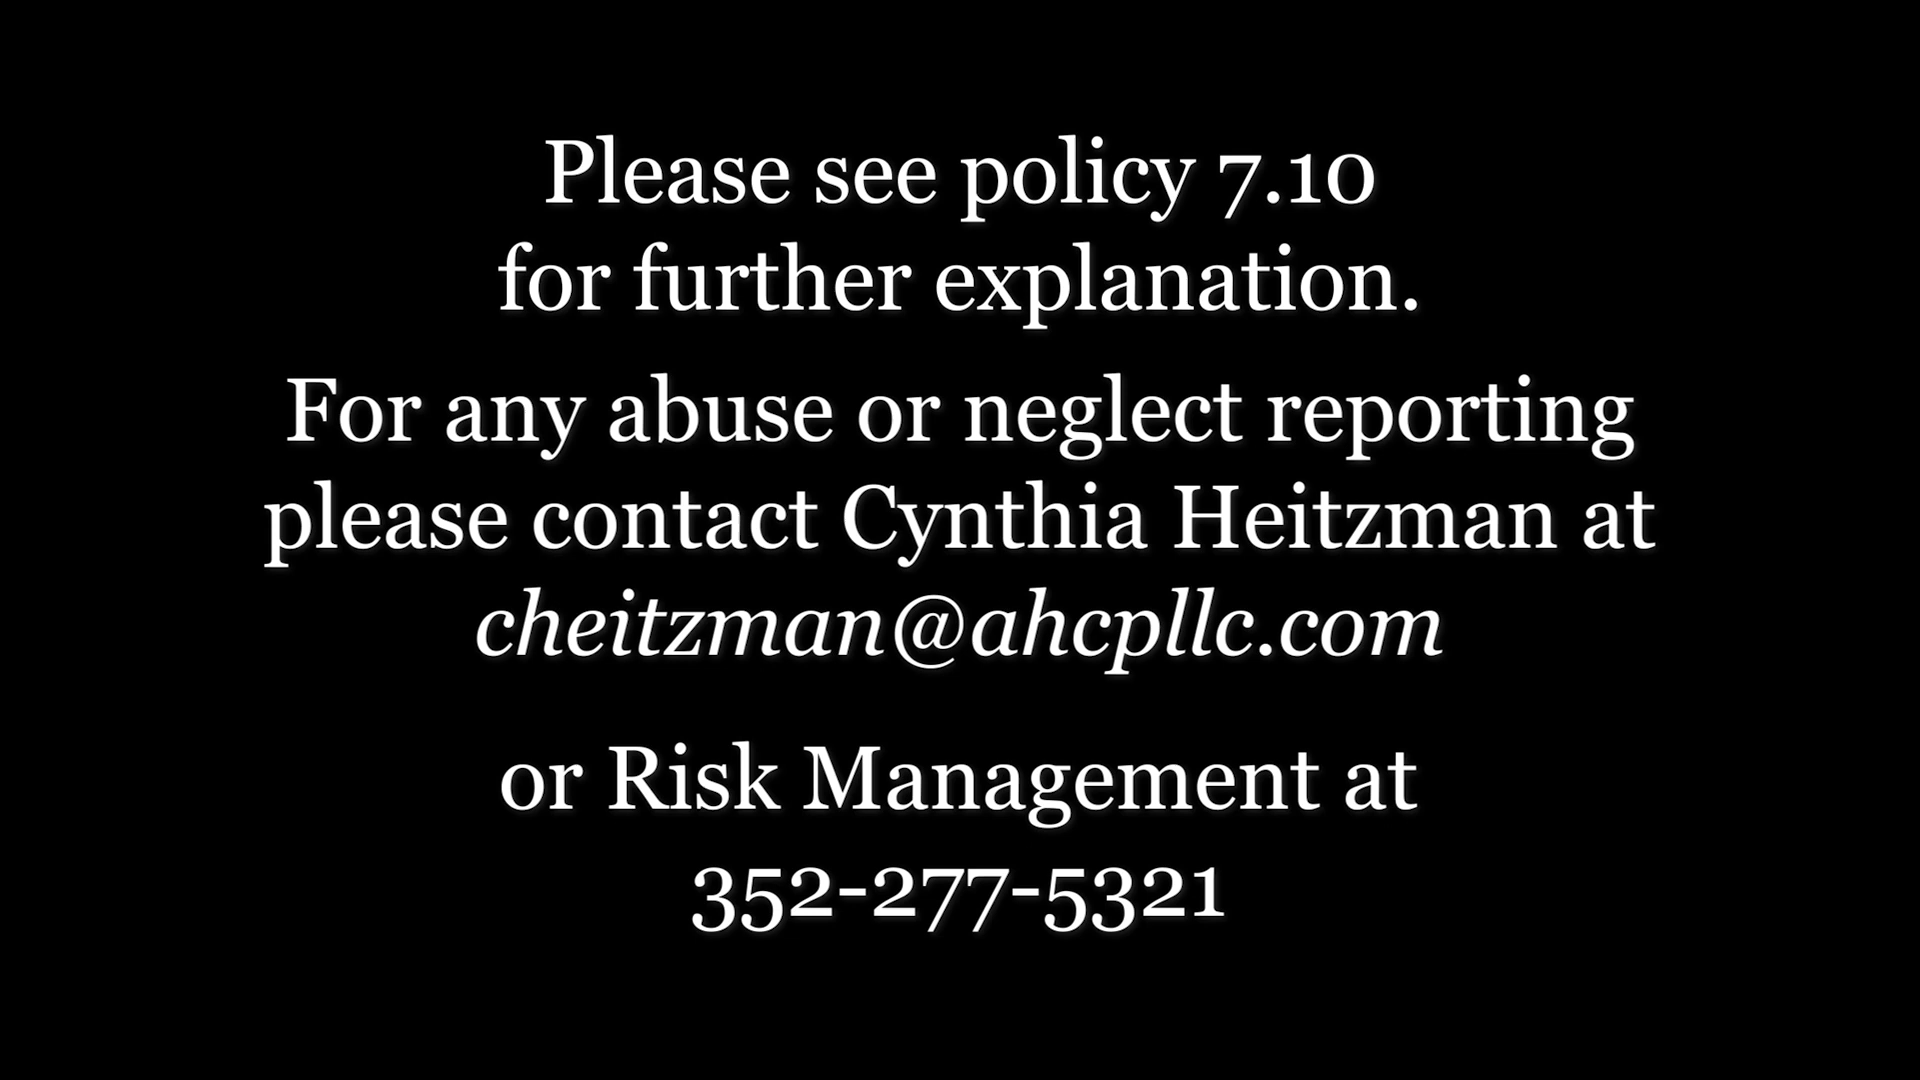 Please see policy 7.10
for further explanation.
For any abuse or neglect reporting
please contact Cynthia Heitzman at
cheitzman@ahcpllc.com
or Risk Management at
352-277-5321